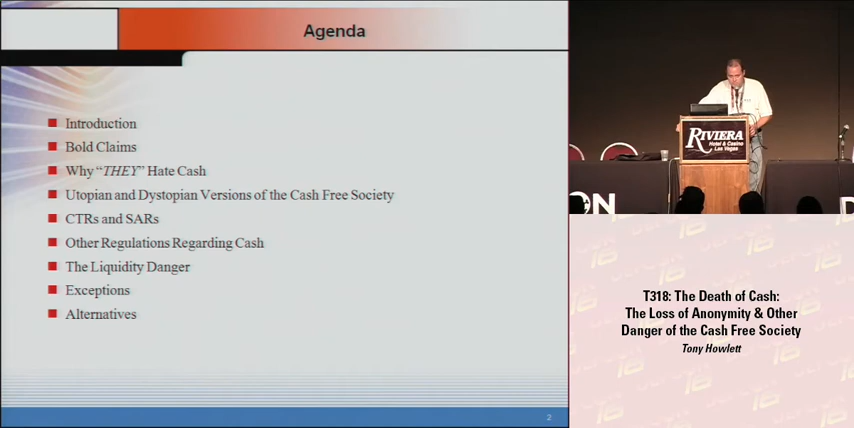 Agenda
Introduction
Bold Claims
Why “THEY” Hate Cash
Utopian and Dystopian Versions of the Cash Free Society
CTRs and SARs
Other Regulations Regarding Cash
The Liquidity Danger
Exceptions
Alternatives
2
RIVIERA
Hotel & Casino
Las Vegas
ON
D
T318: The Death of Cash:
The Loss of Anonymity & Other
Danger of the Cash Free Society
Tony Howlett